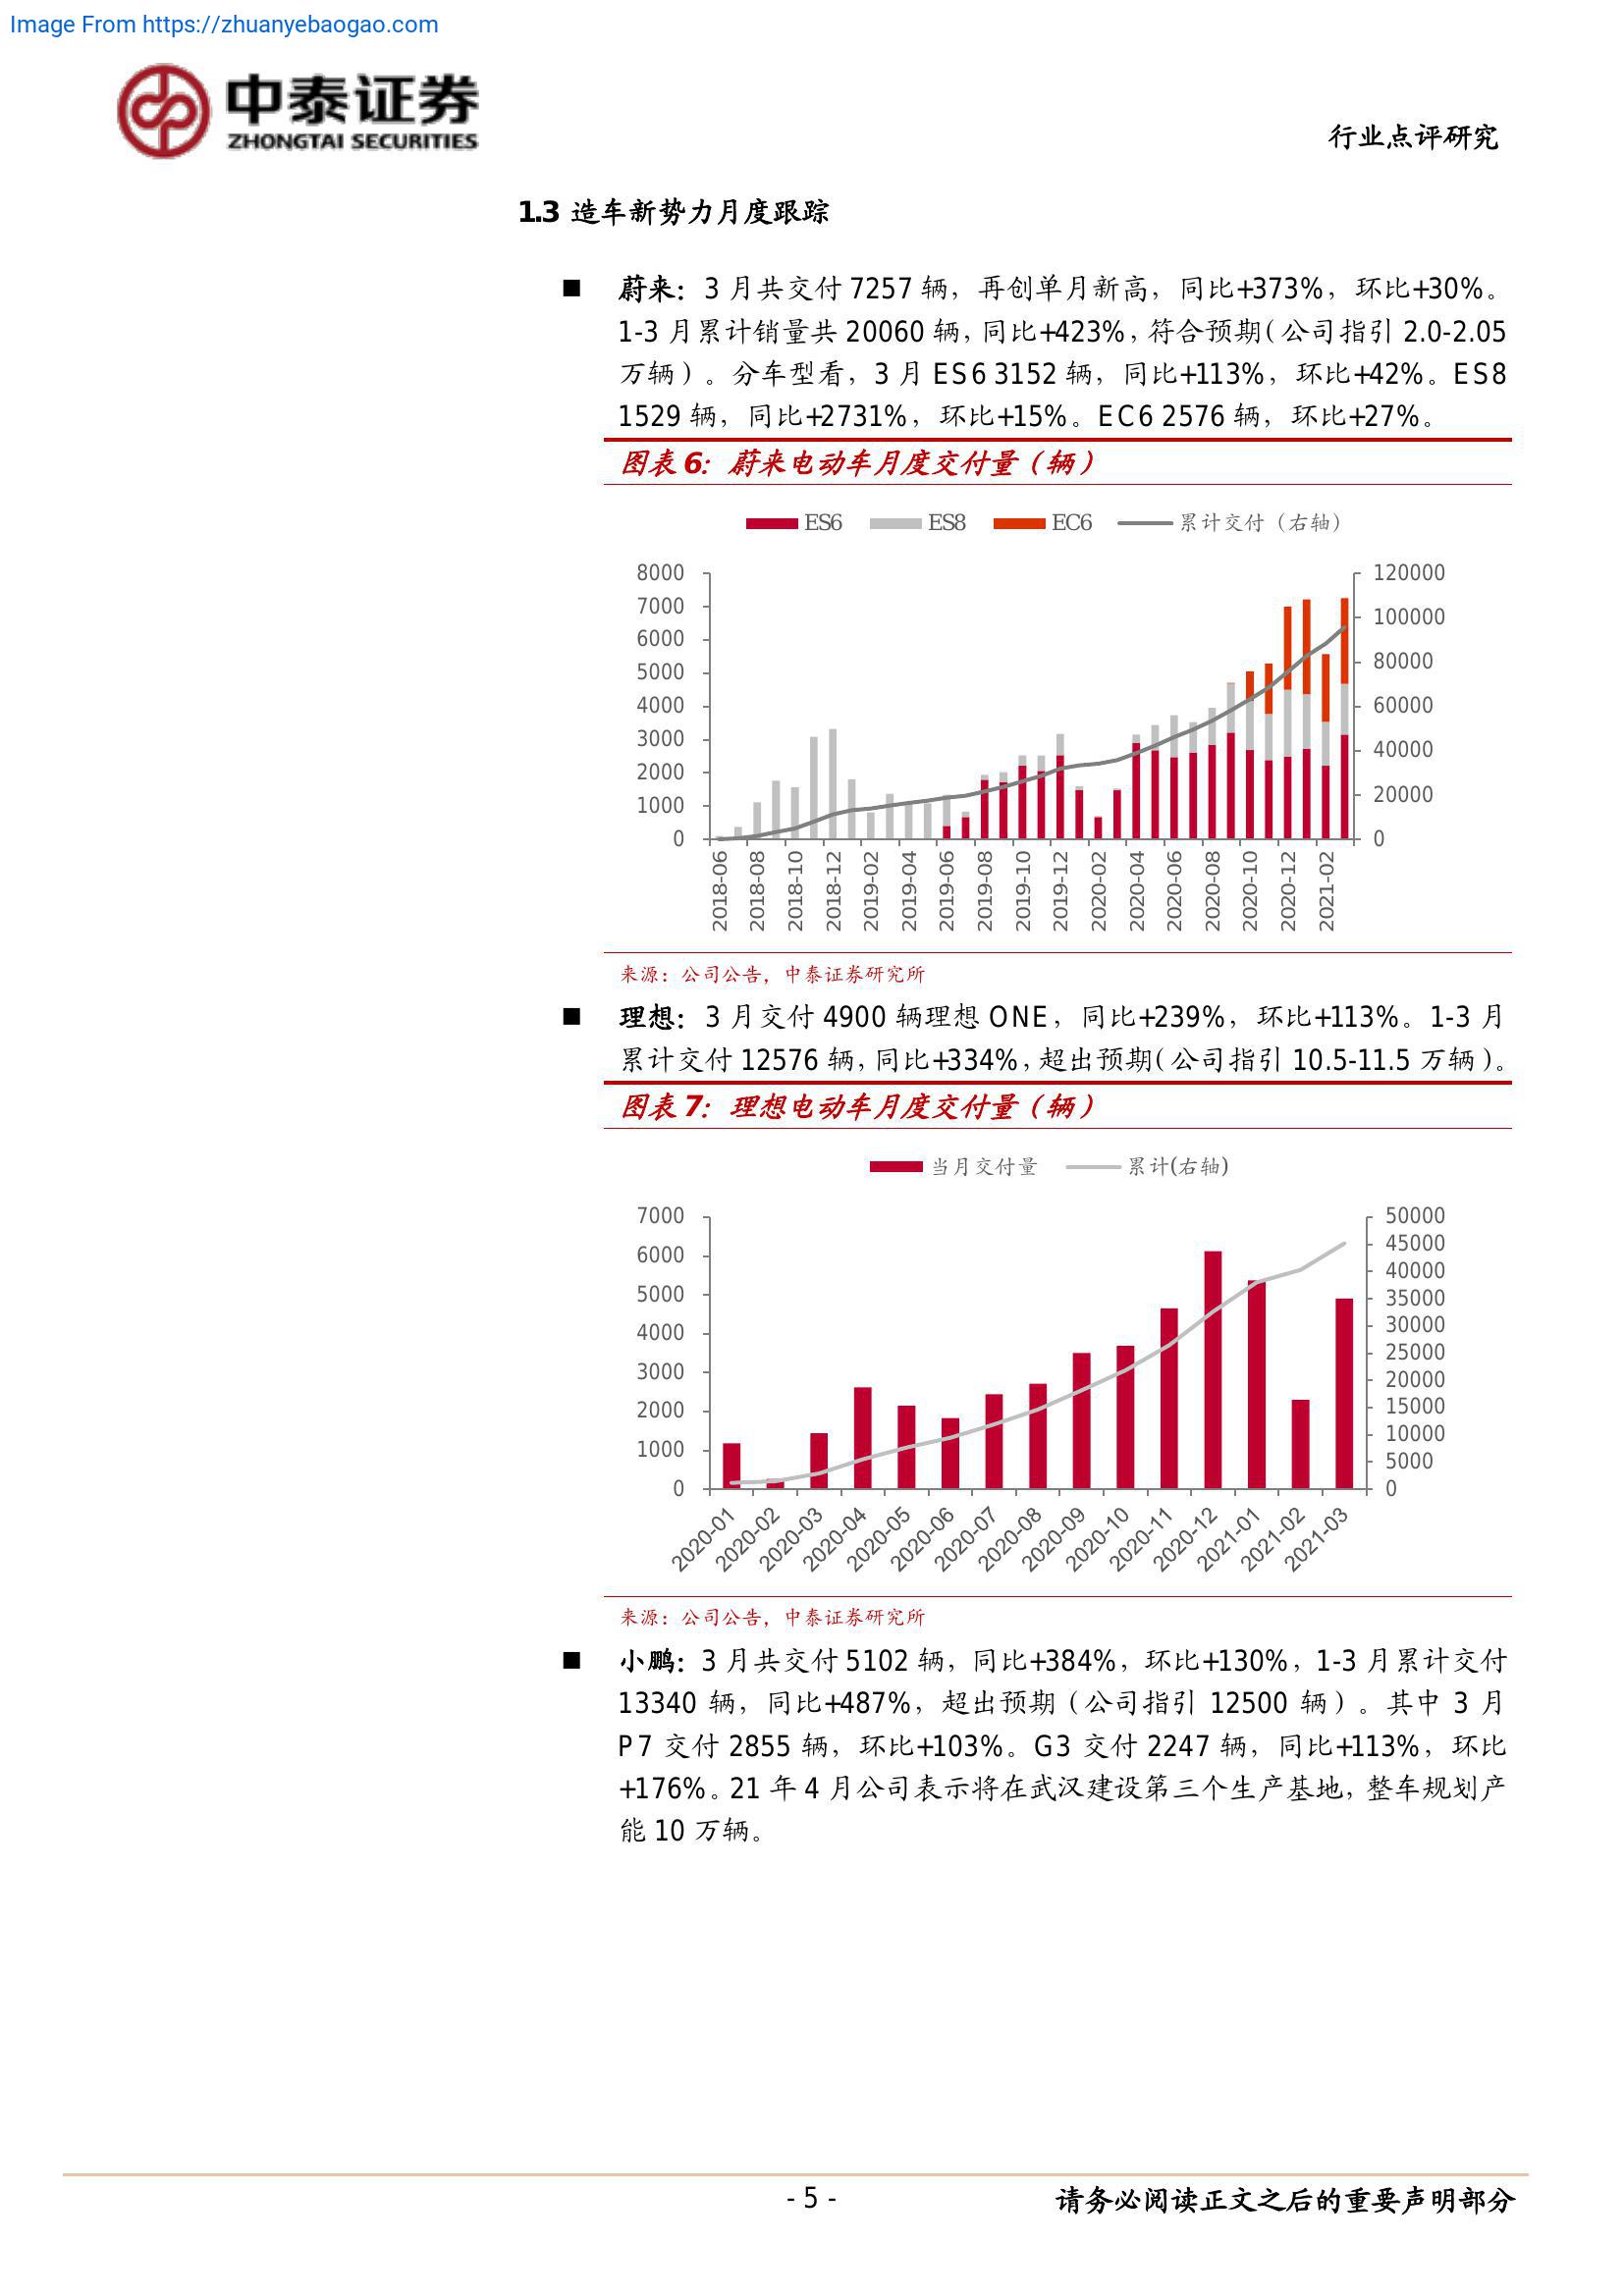 Image From https://zhuanyebaogao.com
中泰证券
ZHONGTAI SECURITIES
行业点评研究
1.3 造车新势力月度跟踪
■ 蔚来：3 月共交付 7257 辆，再创单月新高，同比+373%，环比+30%。
1-3 月累计销量共 20060 辆，同比+423%，符合预期（公司指引 2.0-2.05
万辆）。分车型看，3 月 ES6 3152 辆，同比+113%，环比+42%。ES8
1529 辆，同比+2731%，环比+15%。EC6 2576 辆，环比+27%。
图表 6：蔚来电动车月度交付量（辆）
ES6 ES8 EC6 累计交付（右轴）
8000
7000
6000
5000
4000
3000
2000
1000
0
120000
100000
80000
60000
40000
20000
0
2018-06
2018-08
2018-10
2018-12
2019-02
2019-04
2019-06
2019-08
2019-10
2019-12
2020-02
2020-04
2020-06
2020-08
2020-10
2020-12
2021-02
来源：公司公告，中泰证券研究所
■ 理想：3 月交付 4900 辆理想 ONE，同比+239%，环比+113%。1-3 月
累计交付 12576 辆，同比+334%，超出预期（公司指引 10.5-11.5 万辆）。
图表 7：理想电动车月度交付量（辆）
当月交付量 累计(右轴)
7000
6000
5000
4000
3000
2000
1000
0
50000
45000
40000
35000
30000
25000
20000
15000
10000
5000
0
2020-01
2020-02
2020-03
2020-04
2020-05
2020-06
2020-07
2020-08
2020-09
2020-10
2020-11
2020-12
2021-01
2021-02
2021-03
来源：公司公告，中泰证券研究所
■ 小鹏：3 月共交付 5102 辆，同比+384%，环比+130%，1-3 月累计交付
13340 辆，同比+487%，超出预期（公司指引 12500 辆）。其中 3 月
P7 交付 2855 辆，环比+103%。G3 交付 2247 辆，同比+113%，环比
+176%。21 年 4 月公司表示将在武汉建设第三个生产基地，整车规划产
能 10 万辆。
- 5 -
请务必阅读正文之后的重要声明部分